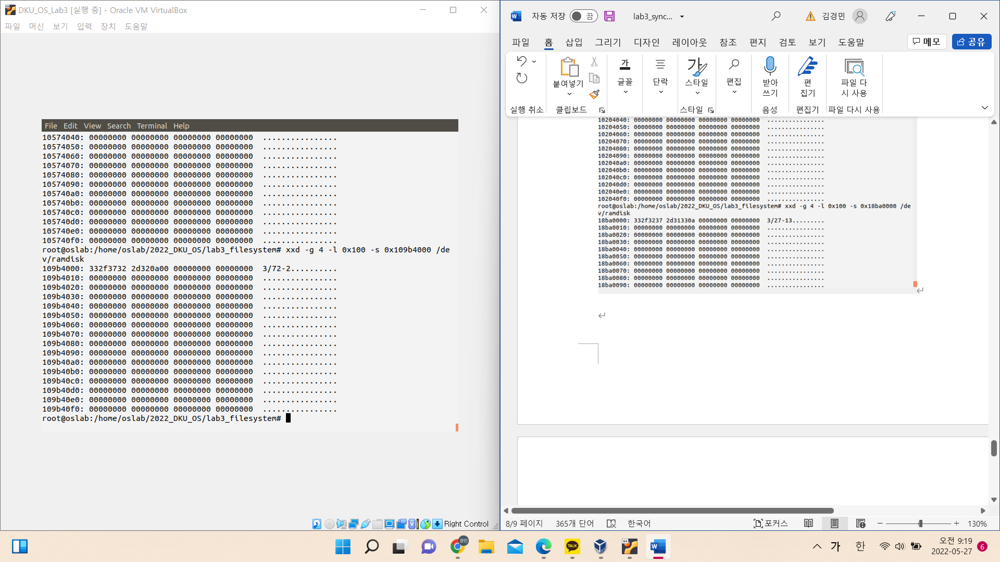 DKU_OS_Lab3 [실행 중] - Oracle VM VirtualBox
파일 머신 보기 입력 장치 도움말
File Edit View Search Terminal Help
10574040: 00000000 00000000 00000000 00000000 ................
10574050: 00000000 00000000 00000000 00000000 ................
10574060: 00000000 00000000 00000000 00000000 ................
10574070: 00000000 00000000 00000000 00000000 ................
10574080: 00000000 00000000 00000000 00000000 ................
10574090: 00000000 00000000 00000000 00000000 ................
105740a0: 00000000 00000000 00000000 00000000 ................
105740b0: 00000000 00000000 00000000 00000000 ................
105740c0: 00000000 00000000 00000000 00000000 ................
105740d0: 00000000 00000000 00000000 00000000 ................
105740e0: 00000000 00000000 00000000 00000000 ................
105740f0: 00000000 00000000 00000000 00000000 ................
root@oslab:/home/oslab/2022_DKU_OS/lab3_filesystem# xxd -g 4 -l 0x100 -s 0x109b4000 /de
v/ramdisk
109b4000: 332f3732 2d320a00 00000000 00000000 3/72-2..........
109b4010: 00000000 00000000 00000000 00000000 ................
109b4020: 00000000 00000000 00000000 00000000 ................
109b4030: 00000000 00000000 00000000 00000000 ................
109b4040: 00000000 00000000 00000000 00000000 ................
109b4050: 00000000 00000000 00000000 00000000 ................
109b4060: 00000000 00000000 00000000 00000000 ................
109b4070: 00000000 00000000 00000000 00000000 ................
109b4080: 00000000 00000000 00000000 00000000 ................
109b4090: 00000000 00000000 00000000 00000000 ................
109b40a0: 00000000 00000000 00000000 00000000 ................
109b40b0: 00000000 00000000 00000000 00000000 ................
109b40c0: 00000000 00000000 00000000 00000000 ................
109b40d0: 00000000 00000000 00000000 00000000 ................
109b40e0: 00000000 00000000 00000000 00000000 ................
109b40f0: 00000000 00000000 00000000 00000000 ................
root@oslab:/home/oslab/2022_DKU_OS/lab3_filesystem#
Right Control
자동 저장 끔 lab3_sync... 김경민
파일 홈 삽입 그리기 디자인 레이아웃 참조 편지 검토 보기 도움말 메모 공유
붙여넣기 가 글꼴 단락 가 스타일 편집 받아 쓰기 편 집기 파일 다 시 사용
실행 취소 클립보드 스타일 음성 편집기 파일 다시 사용
10204040: 00000000 00000000 00000000 00000000 ................
10204050: 00000000 00000000 00000000 00000000 ................
10204060: 00000000 00000000 00000000 00000000 ................
10204070: 00000000 00000000 00000000 00000000 ................
10204080: 00000000 00000000 00000000 00000000 ................
10204090: 00000000 00000000 00000000 00000000 ................
102040a0: 00000000 00000000 00000000 00000000 ................
102040b0: 00000000 00000000 00000000 00000000 ................
102040c0: 00000000 00000000 00000000 00000000 ................
102040d0: 00000000 00000000 00000000 00000000 ................
102040e0: 00000000 00000000 00000000 00000000 ................
102040f0: 00000000 00000000 00000000 00000000 ................
root@oslab:/home/oslab/2022_DKU_OS/lab3_filesystem# xxd -g 4 -l 0x100 -s 0x18ba0000 /de
v/ramdisk
18ba0000: 332f3237 2d31330a 00000000 00000000 3/27-13.........
18ba0010: 00000000 00000000 00000000 00000000 ................
18ba0020: 00000000 00000000 00000000 00000000 ................
18ba0030: 00000000 00000000 00000000 00000000 ................
18ba0040: 00000000 00000000 00000000 00000000 ................
18ba0050: 00000000 00000000 00000000 00000000 ................
18ba0060: 00000000 00000000 00000000 00000000 ................
18ba0070: 00000000 00000000 00000000 00000000 ................
18ba0080: 00000000 00000000 00000000 00000000 ................
18ba0090: 00000000 00000000 00000000 00000000 ................
8/9 페이지 365개 단어 한국어 포커스 130%
64 경민 TALK 가 한 오전 9:19
2022-05-27 6